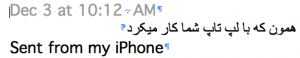 Dec 3 at 10:12 AM
همون که با لپ تاپ شما کار میکرد؟
Sent from my iPhone